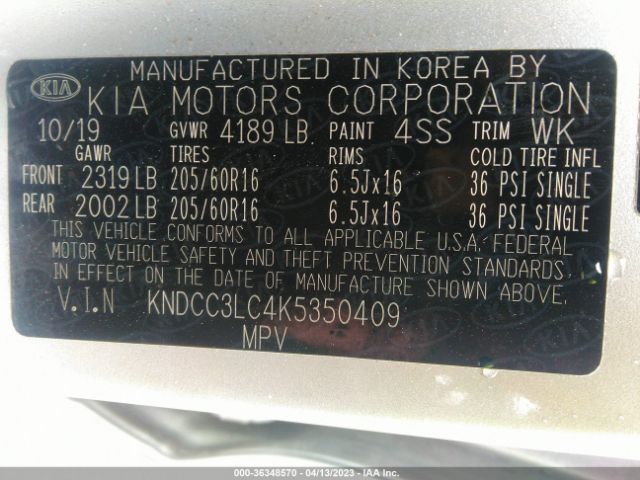 KIA
MANUFACTURED IN KOREA BY
KIA MOTORS CORPORATION
10/19 GVWR 4189 LB. PAINT 4SS TRIM WK
GAWR TIRES RIMS COLD TIRE INFL
FRONT 2319 LB 205/60R16 6.5Jx16 36 PSI SINGLE
REAR 2002 LB 205/60R16 6.5Jx16 36 PSI SINGLE
THIS VEHICLE CONFORMS TO ALL APPLICABLE U.S.A. FEDERAL
MOTOR VEHICLE SAFETY AND THEFT PREVENTION STANDARDS.
IN EFFECT ON THE DATE OF MANUFACTURE SHOWN ABOVE.
V.I.N KNDCC3LC4K5350409
MPV
000-36348570 - 04/13/2023 - IAA Inc.